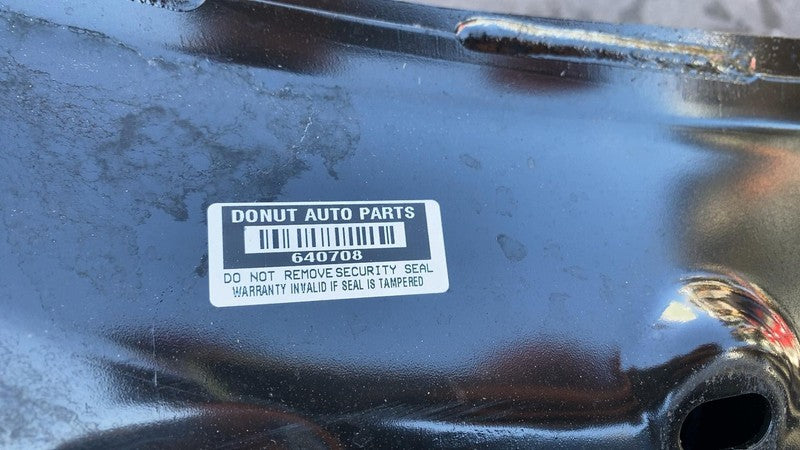 DONUT AUTO PARTS
640708
DO NOT REMOVE SECURITY SEAL
WARRANTY INVALID IF SEAL IS TAMPERED